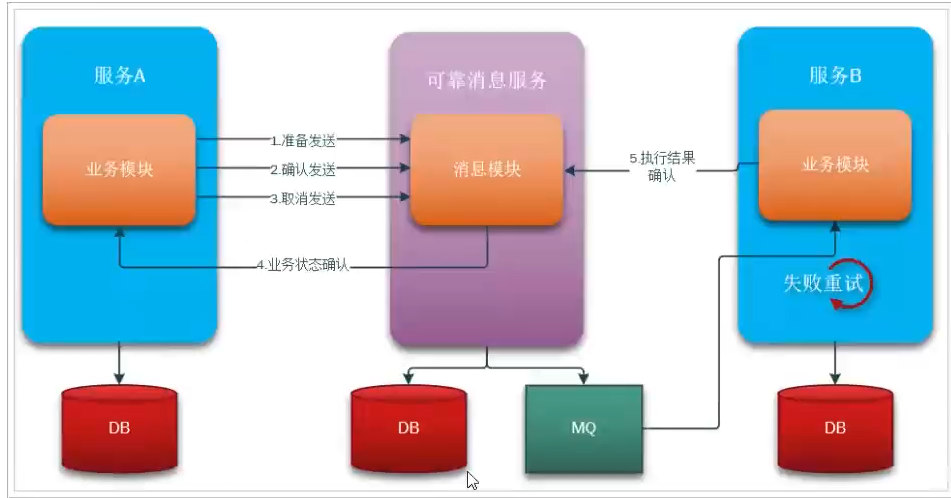 服务A
可靠消息服务
服务B
业务模块
1.准备发送
2.确认发送
3.取消发送
消息模块
5.执行结果
确认
业务模块
4.业务状态确认
失败重试
DB
DB
MQ
DB